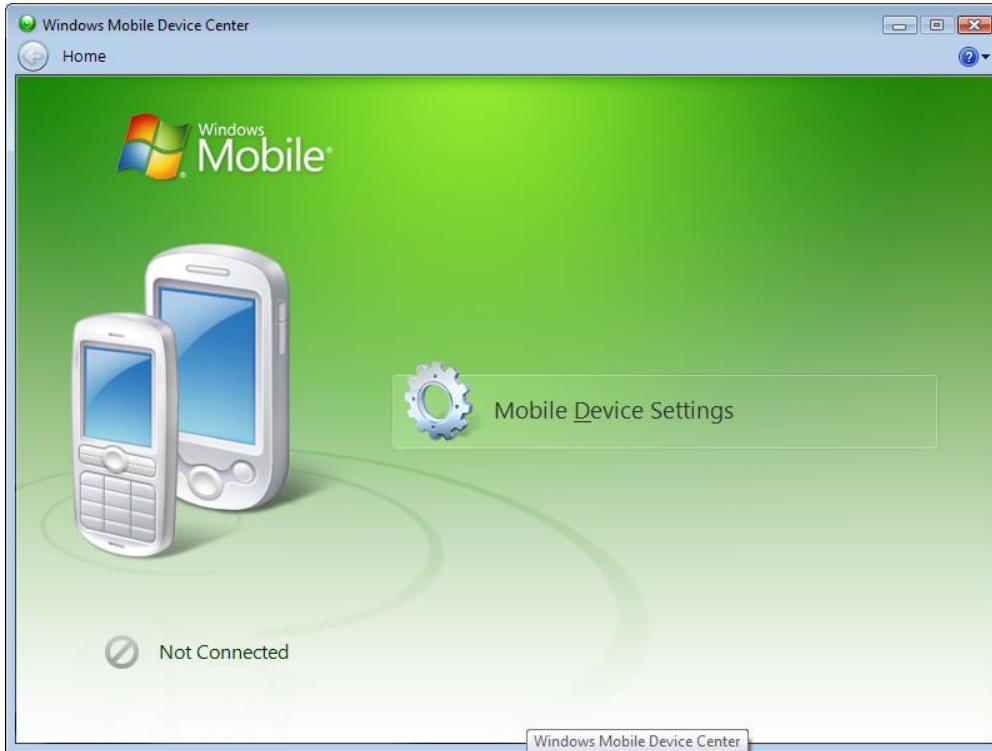 Windows Mobile Device Center
Home
Windows
Mobile®
Mobile Device Settings
Not Connected
Windows Mobile Device Center